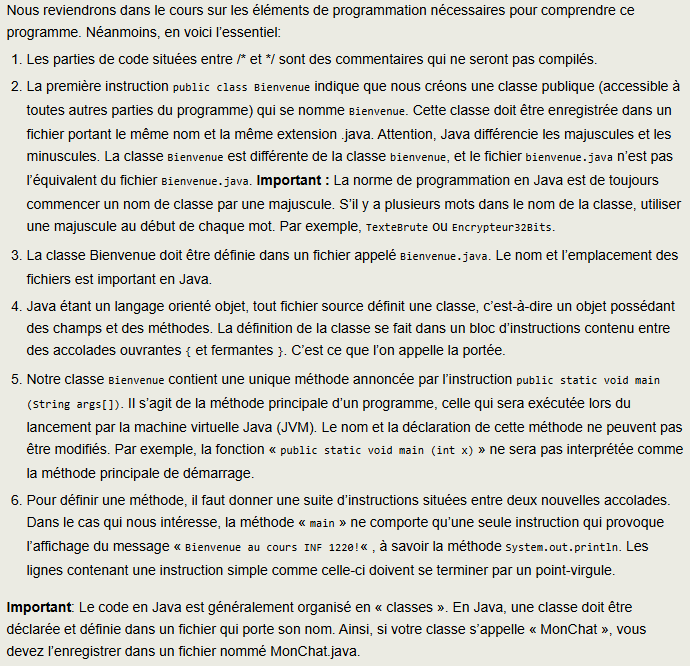 Nous reviendrons dans le cours sur les éléments de programmation nécessaires pour comprendre ce
programme. Néanmoins, en voici l'essentiel:
1. Les parties de code situées entre /* et */ sont des commentaires qui ne seront pas compilés.
2. La première instruction public class Bienvenue indique que nous créons une classe publique (accessible à
toutes autres parties du programme) qui se nomme Bienvenue. Cette classe doit être enregistrée dans un
fichier portant le même nom et la même extension .java. Attention, Java différencie les majuscules et les
minuscules. La classe Bienvenue est différente de la classe bienvenue, et le fichier bienvenue.java n'est pas
l'équivalent du fichier Bienvenue.java. Important : La norme de programmation en Java est de toujours
commencer un nom de classe par une majuscule. S'il y a plusieurs mots dans le nom de la classe, utiliser
une majuscule au début de chaque mot. Par exemple, TexteBrute ou Encrypteur32Bits.
3. La classe Bienvenue doit être définie dans un fichier appelé Bienvenue.java. Le nom et l'emplacement des
fichiers est important en Java.
4. Java étant un langage orienté objet, tout fichier source définit une classe, c'est-à-dire un objet possédant
des champs et des méthodes. La définition de la classe se fait dans un bloc d'instructions contenu entre
des accolades ouvrantes { et fermantes }. C'est ce que l'on appelle la portée.
5. Notre classe Bienvenue contient une unique méthode annoncée par l'instruction public static void main
(String args[]). Il s'agit de la méthode principale d'un programme, celle qui sera exécutée lors du
lancement par la machine virtuelle Java (JVM). Le nom et la déclaration de cette méthode ne peuvent pas
être modifiés. Par exemple, la fonction « public static void main (int x) » ne sera pas interprétée comme
la méthode principale de démarrage.
6. Pour définir une méthode, il faut donner une suite d'instructions situées entre deux nouvelles accolades.
Dans le cas qui nous intéresse, la méthode « main » ne comporte qu'une seule instruction qui provoque
l'affichage du message « Bienvenue au cours INF 1220!« , à savoir la méthode System.out.println. Les
lignes contenant une instruction simple comme celle-ci doivent se terminer par un point-virgule.
Important: Le code en Java est généralement organisé en « classes ». En Java, une classe doit être
déclarée et définie dans un fichier qui porte son nom. Ainsi, si votre classe s'appelle « MonChat », vous
devez l'enregistrer dans un fichier nommé MonChat.java.